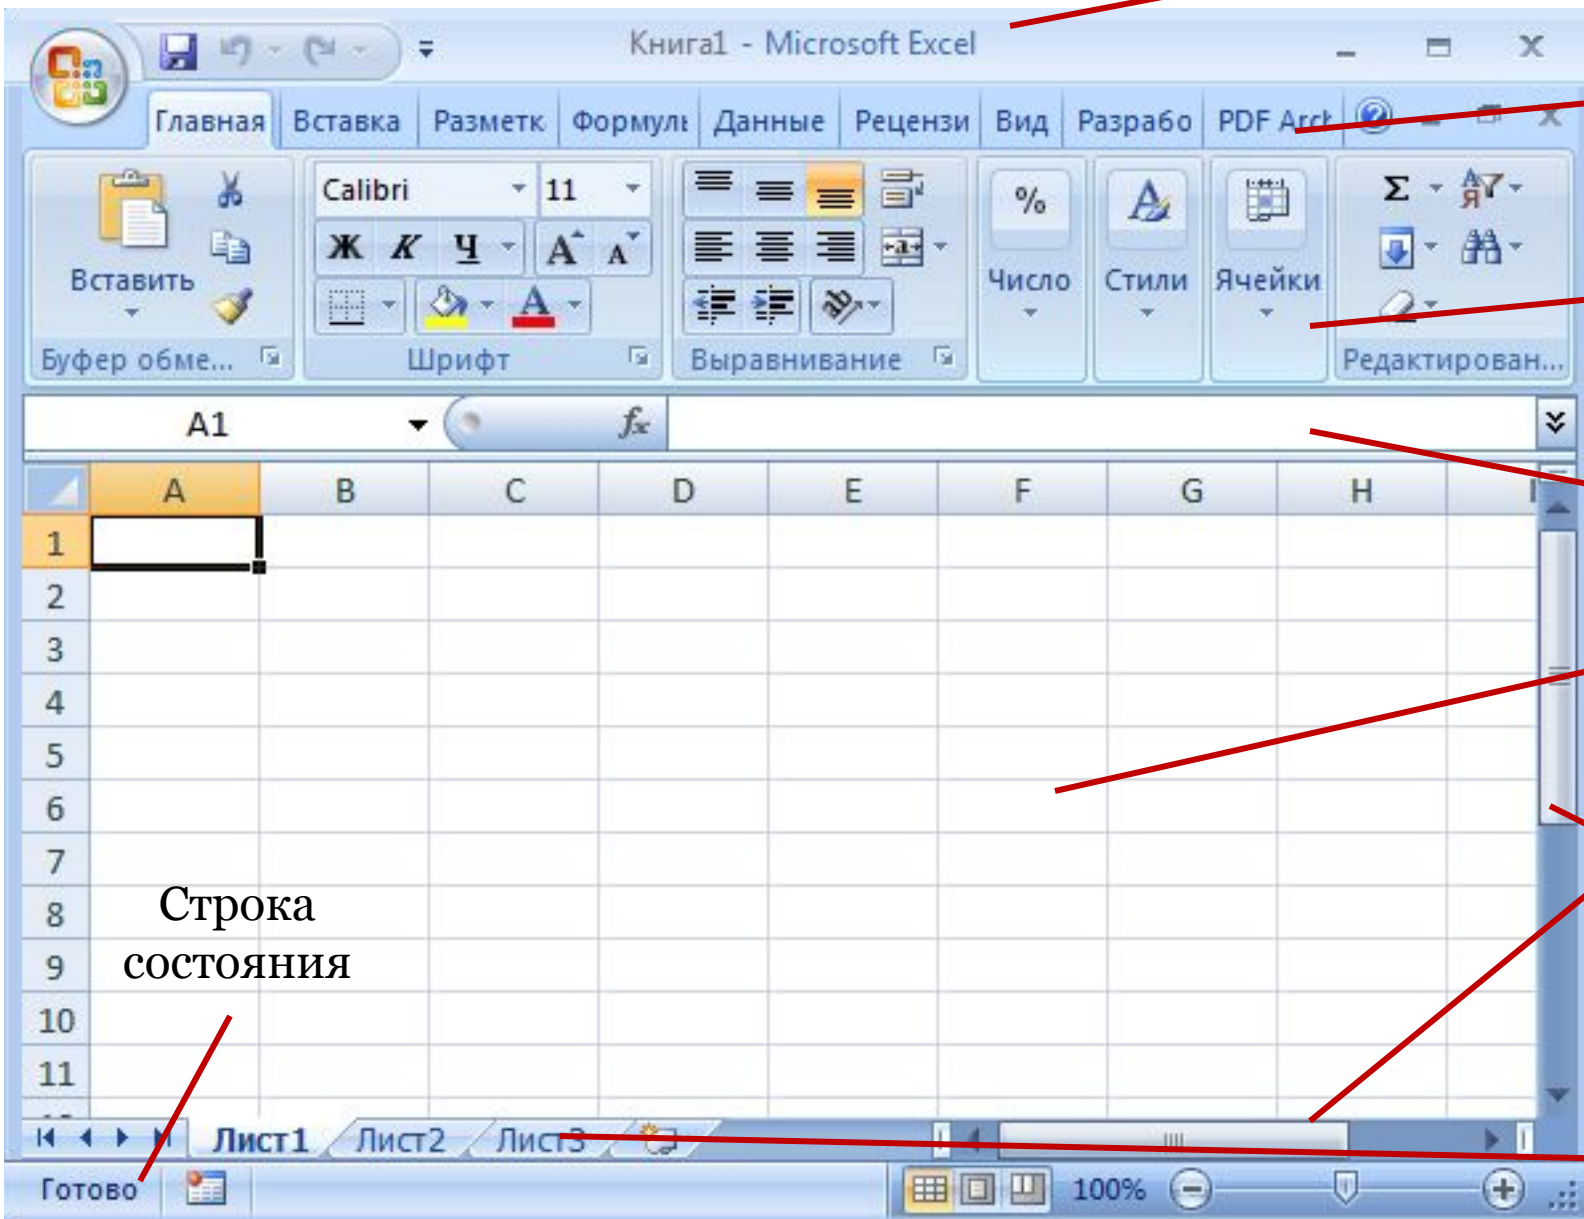 Книга1 - Microsoft Excel
Главная Вставка Разметк Формуль Данные Рецензи Вид Разрабо PDF Arch
Calibri 11 Σ А Я
Ж К Ч A A a
Вставить A % Число Стили Ячейки
Буфер обме... Шрифт Выравнивание Редактирован...
A1 fx
A B C D E F G H I
1
2
3
4
5
6
7
8 Строка
9 состояния
10
11
Лист1 Лист2 Лист3
Готово 100%